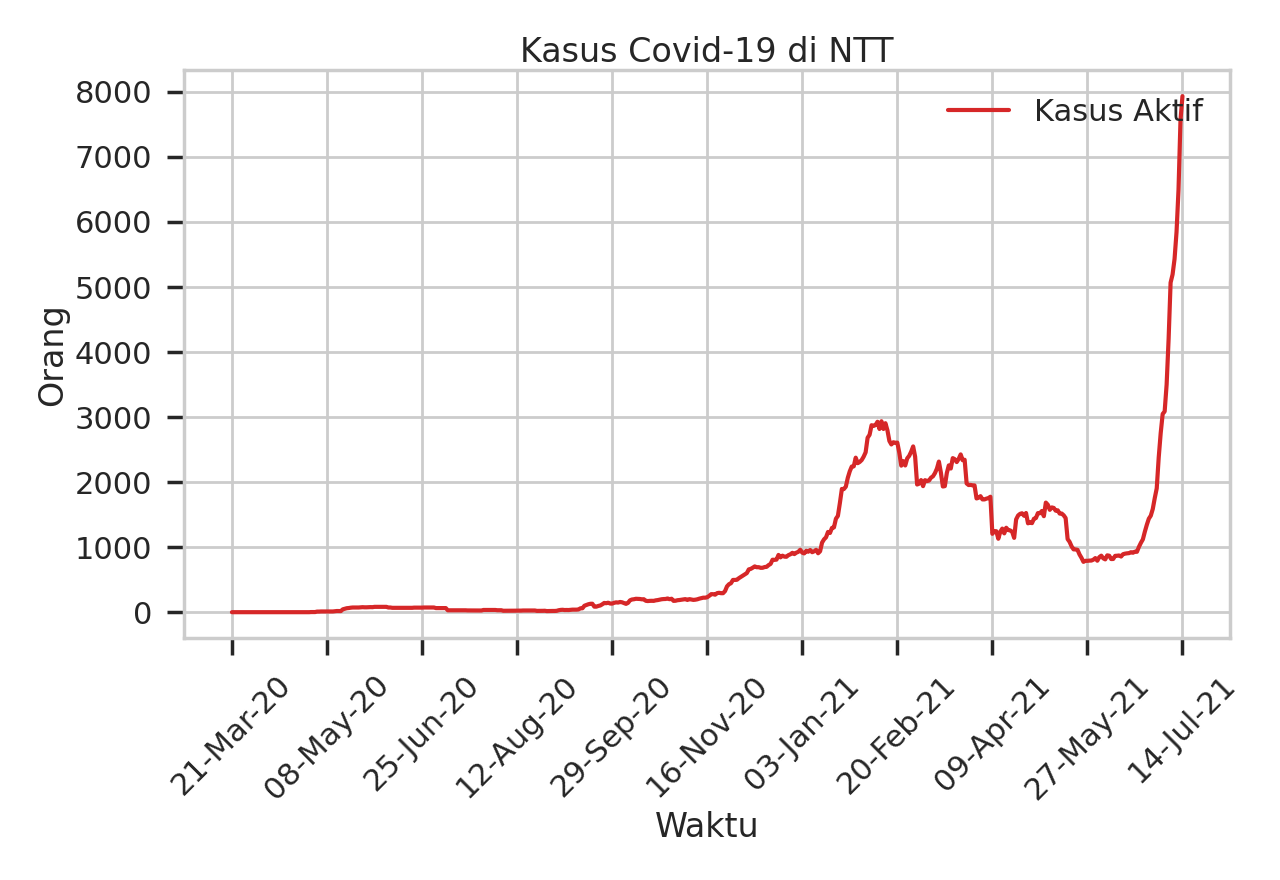 Kasus Covid-19 di NTT
Kasus Aktif
8000
7000
6000
5000
4000
3000
2000
1000
0
Orang
21-Mar-20
08-May-20
25-Jun-20
12-Aug-20
29-Sep-20
16-Nov-20
03-Jan-21
20-Feb-21
09-Apr-21
27-May-21
14-Jul-21
Waktu